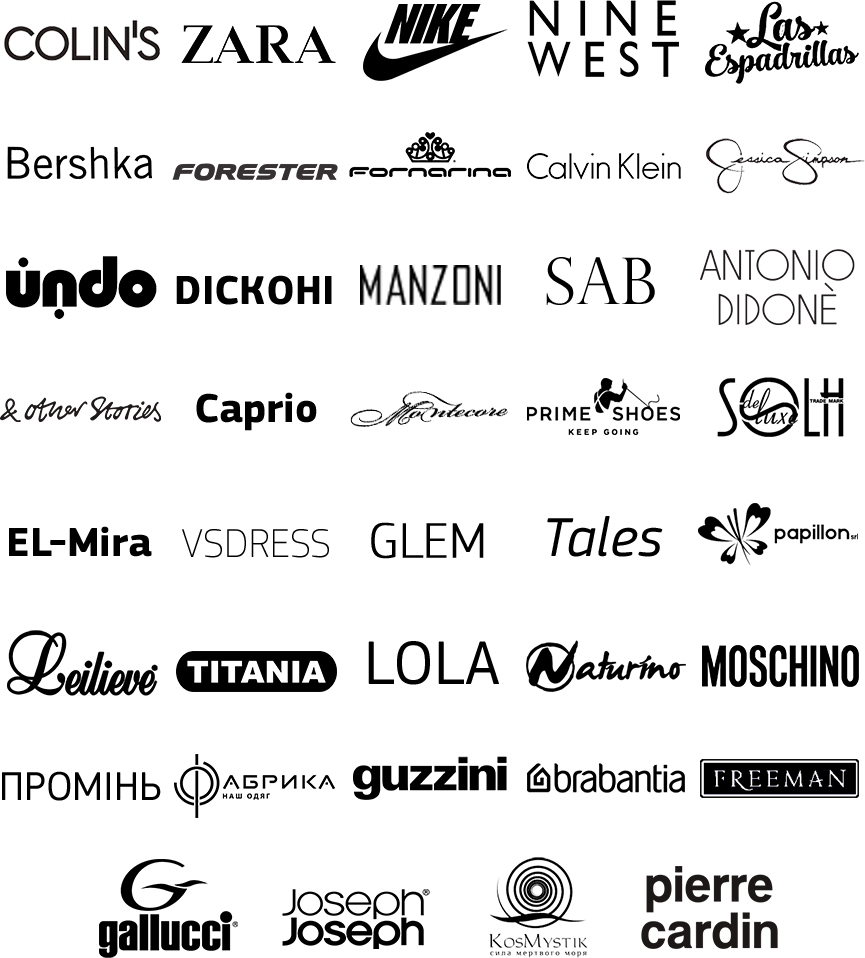 COLIN'S
ZARA
NIKE
NINE
WEST
Las
Espadrillas
Bershka
FORESTER
Fornarina
Calvin Klein
Jessica Simpson
undo
DICKOHI
MANZONI
SAB
ANTONIO
DIDONÈ
& other Stories
Caprio
Montecore
PRIME SHOES
KEEP GOING
SOLH
del
luxe
TRADE MARK
EL-Mira
VSDRESS
GLEM
Tales
papillon srl
Leilieve
TITANIA
LOLA
Naturino
MOSCHINO
ПРОМІНЬ
ФАБРИКА
НАШ ОДЯГ
guzzini
brabantia
FREEMAN
G
gallucci®
Joseph®
Joseph
KosMystik
сила мертвого моря
pierre
cardin